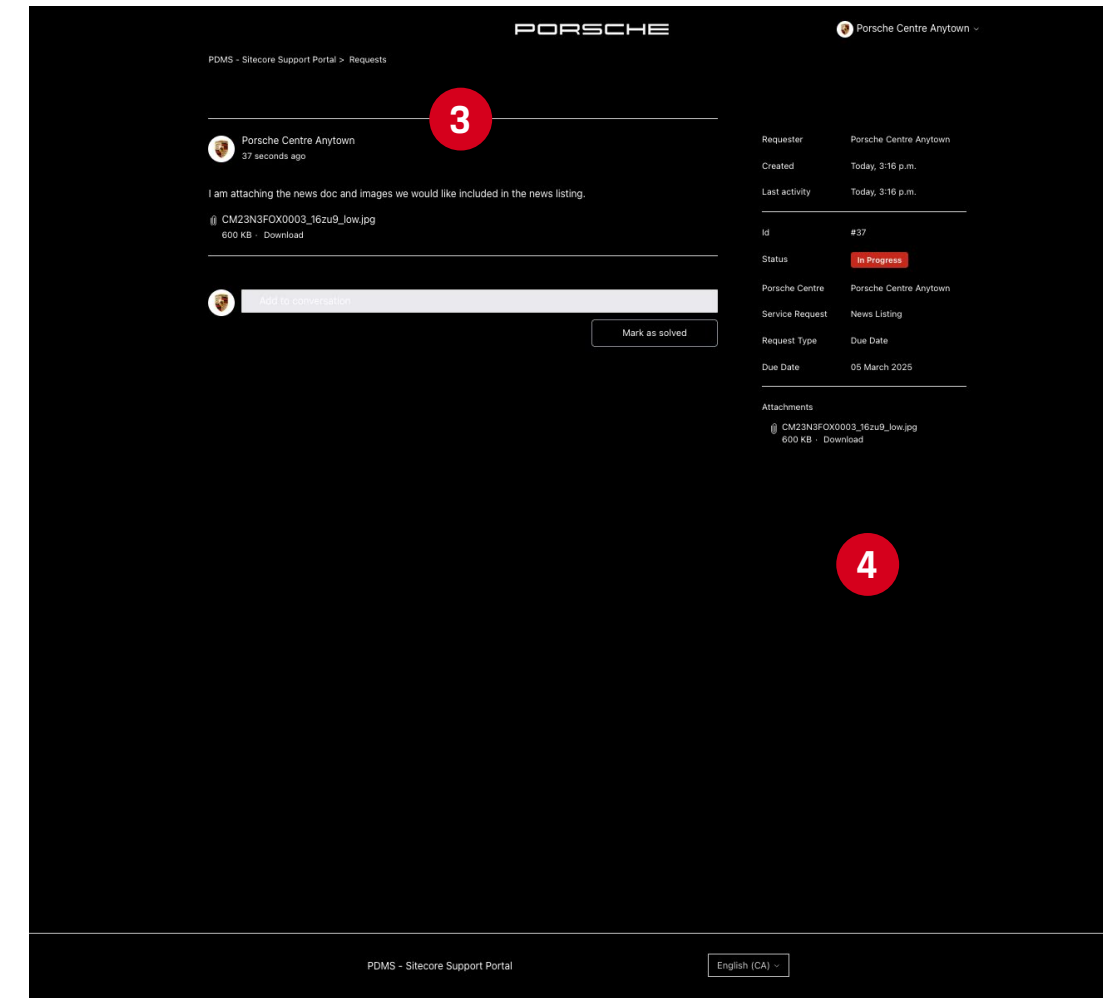 PORSCHE
Porsche Centre Anytown
PDMS - Sitecore Support Portal > Requests
3
Porsche Centre Anytown
37 seconds ago
I am attaching the news doc and images we would like included in the news listing.
CM23N3FOX0003_16zu9_low.jpg
600 KB · Download
Add to conversation
Mark as solved
Requester Porsche Centre Anytown
Created Today, 3:16 p.m.
Last activity Today, 3:16 p.m.
Id #37
Status In Progress
Porsche Centre Porsche Centre Anytown
Service Request News Listing
Request Type Due Date
Due Date 05 March 2025
Attachments
CM23N3FOX0003_16zu9_low.jpg
600 KB · Download
4
PDMS - Sitecore Support Portal
English (CA)